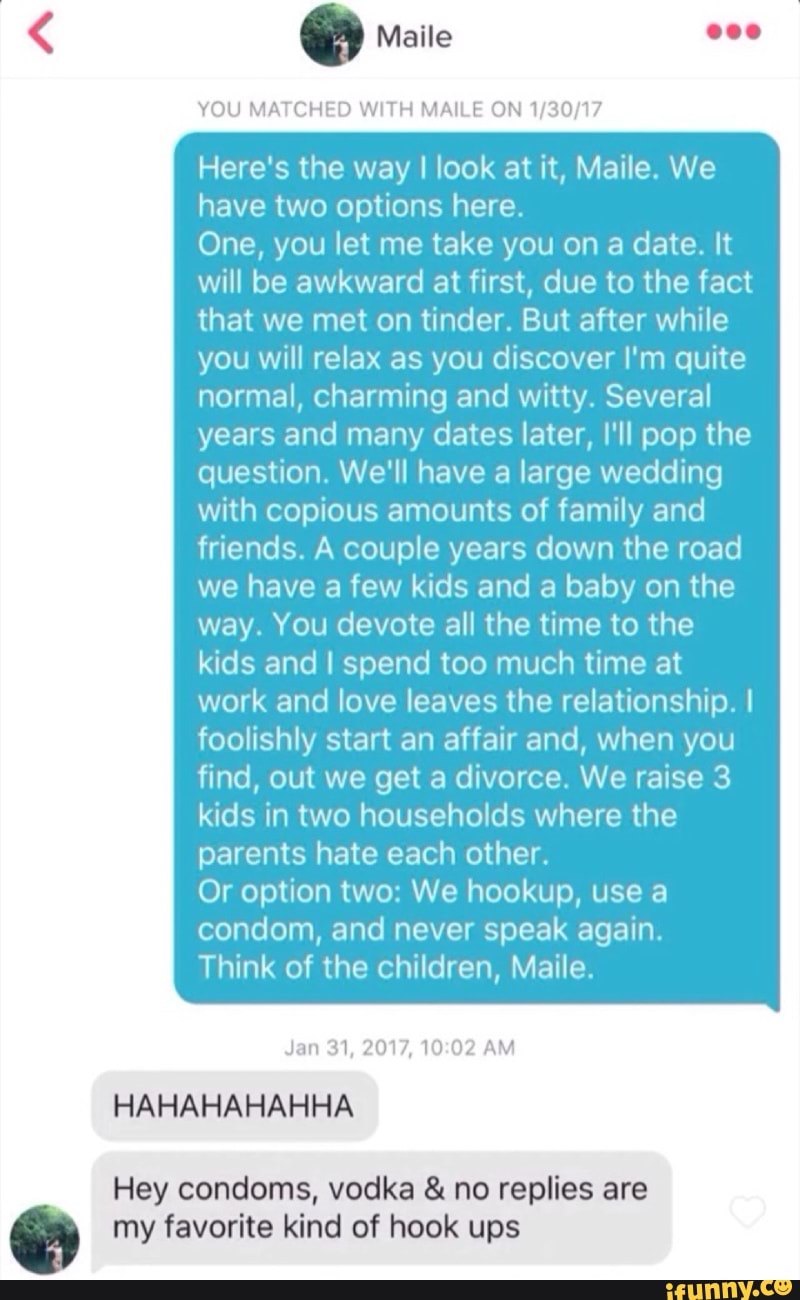 Maile
YOU MATCHED WITH MAILE ON 1/30/17
Here's the way I look at it, Maile. We
have two options here.
One, you let me take you on a date. It
will be awkward at first, due to the fact
that we met on tinder. But after while
you will relax as you discover I'm quite
normal, charming and witty. Several
years and many dates later, I'll pop the
question. We'll have a large wedding
with copious amounts of family and
friends. A couple years down the road
we have a few kids and a baby on the
way. You devote all the time to the
kids and I spend too much time at
work and love leaves the relationship. I
foolishly start an affair and, when you
find, out we get a divorce. We raise 3
kids in two households where the
parents hate each other.
Or option two: We hookup, use a
condom, and never speak again.
Think of the children, Maile.
Jan 31, 2017, 10:02 AM
HAHAHAHAHHA
Hey condoms, vodka & no replies are
my favorite kind of hook ups
ifunny.co